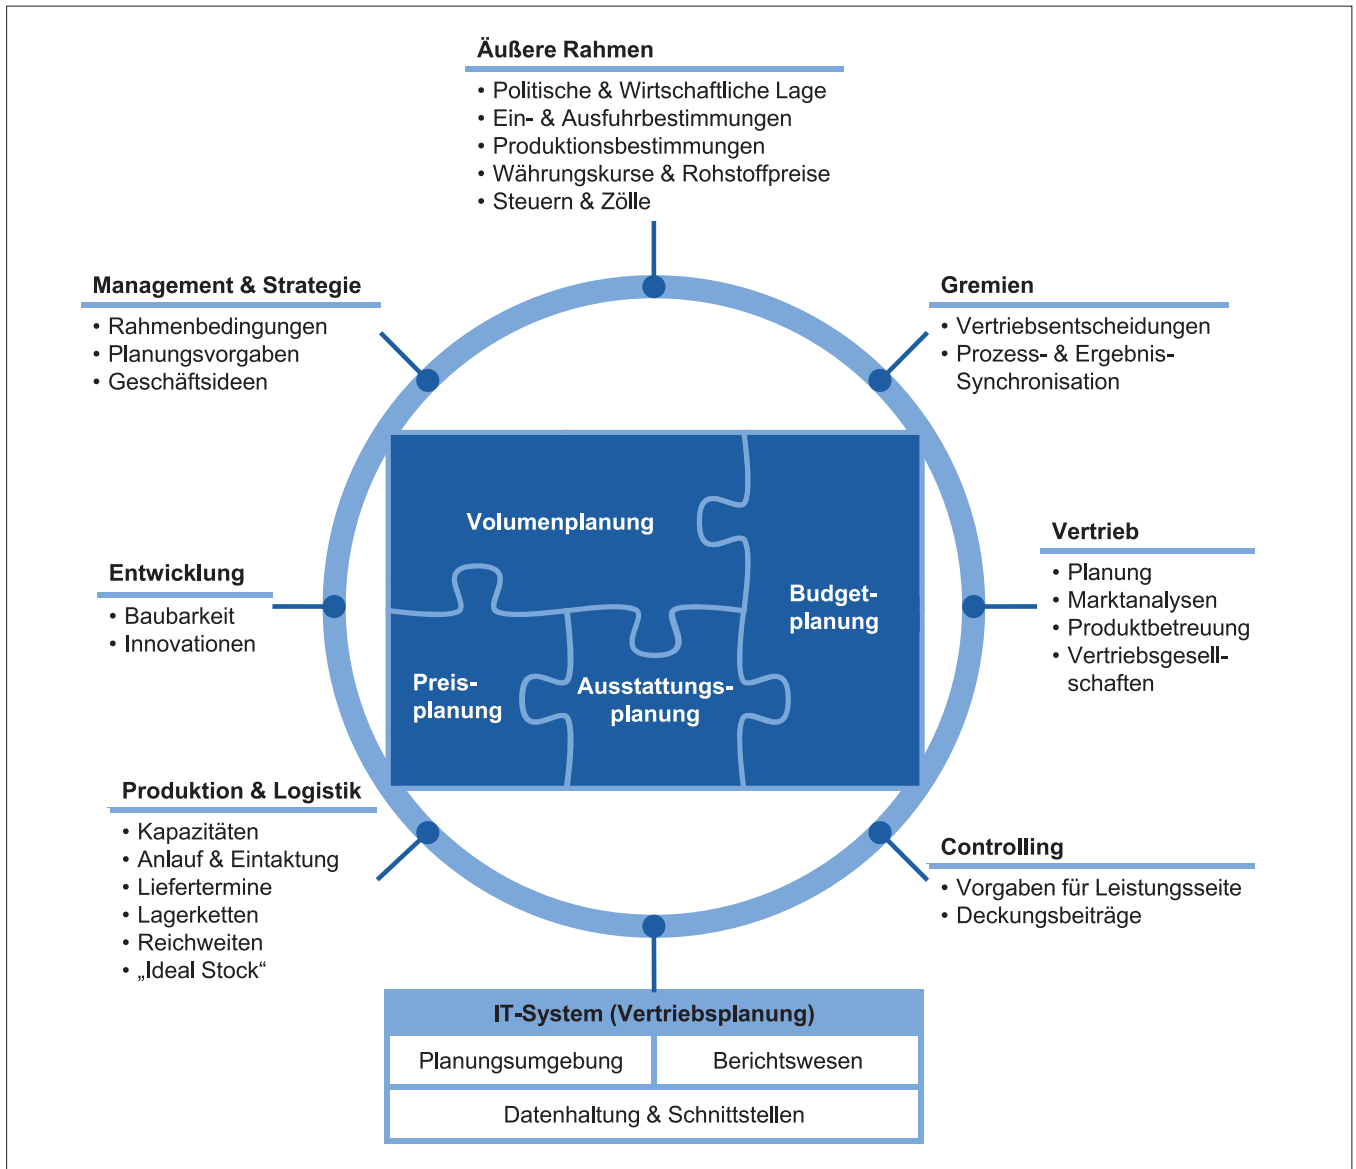 Äußere Rahmen
• Politische & Wirtschaftliche Lage
• Ein- & Ausfuhrbestimmungen
• Produktionsbestimmungen
• Währungskurse & Rohstoffpreise
• Steuern & Zölle
Management & Strategie
• Rahmenbedingungen
• Planungsvorgaben
• Geschäftsideen
Gremien
• Vertriebsentscheidungen
• Prozess- & Ergebnis-
Synchronisation
Entwicklung
• Baubarkeit
• Innovationen
Volumenplanung
Budget-
planung
Preis-
planung
Ausstattungs-
planung
Vertrieb
• Planung
• Marktanalysen
• Produktbetreuung
• Vertriebsgesell-
schaften
Produktion & Logistik
• Kapazitäten
• Anlauf & Eintaktung
• Liefertermine
• Lagerketten
• Reichweiten
• „Ideal Stock“
Controlling
• Vorgaben für Leistungsseite
• Deckungsbeiträge
IT-System (Vertriebsplanung)
Planungsumgebung
Berichtswesen
Datenhaltung & Schnittstellen